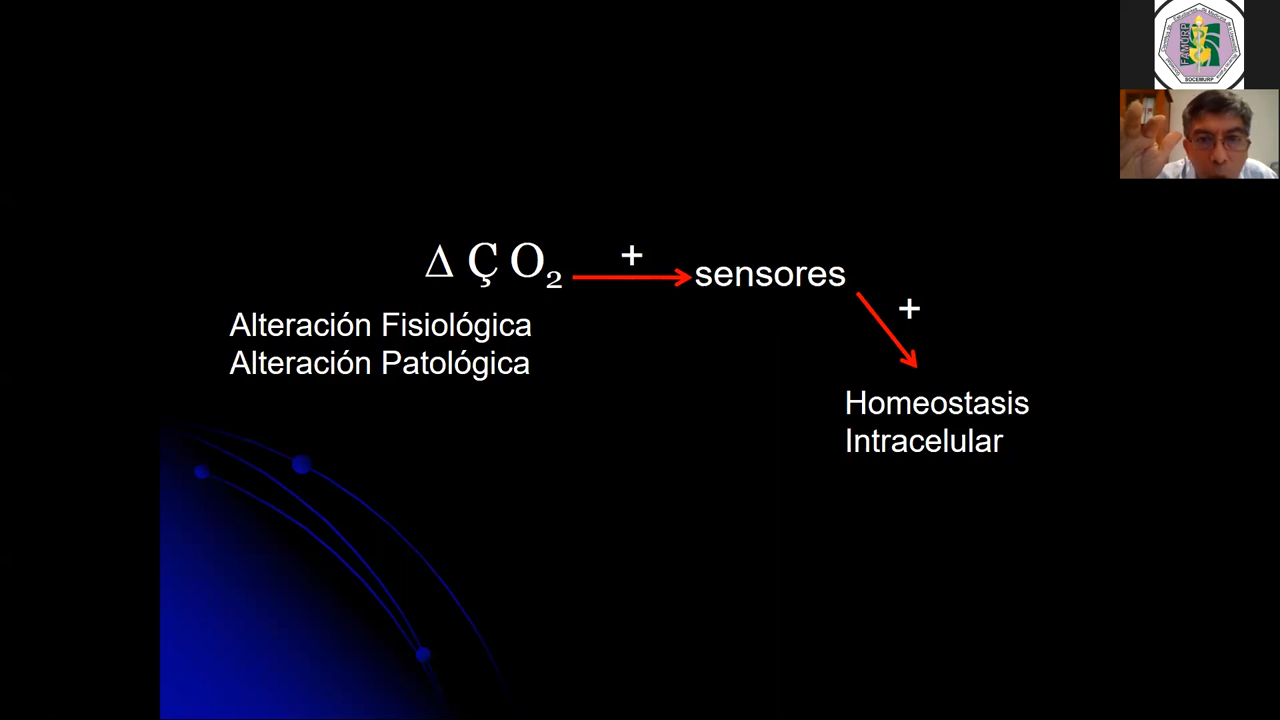 Δ Ç O₂
+
sensores
+
Alteración Fisiológica
Alteración Patológica
Homeostasis
Intracelular
FAMURP
SOCEMURP